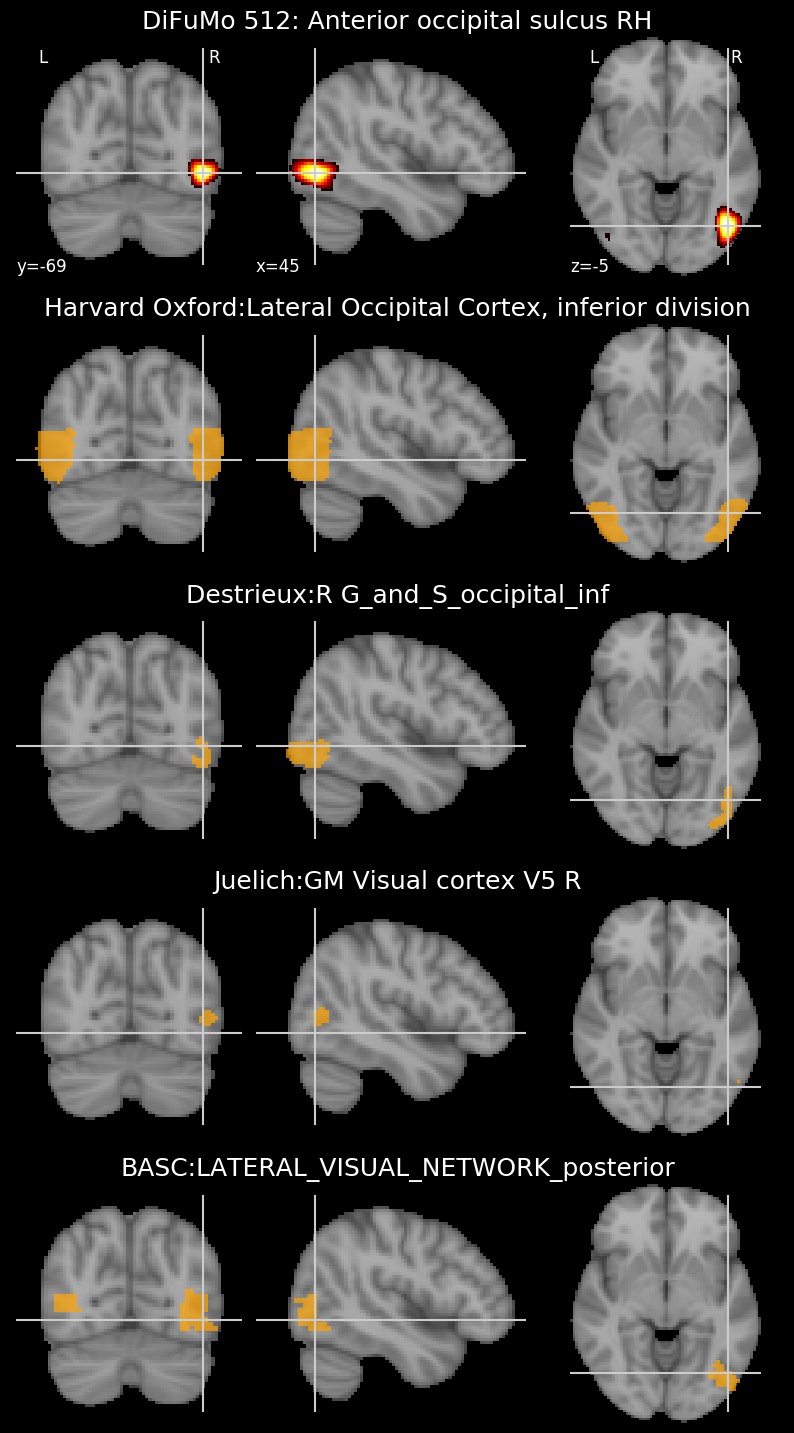 DiFuMo 512: Anterior occipital sulcus RH
L R L R
y=-69 x=45 z=-5
Harvard Oxford:Lateral Occipital Cortex, inferior division
Destrieux:R G_and_S_occipital_inf
Juelich:GM Visual cortex V5 R
BASC:LATERAL_VISUAL_NETWORK_posterior